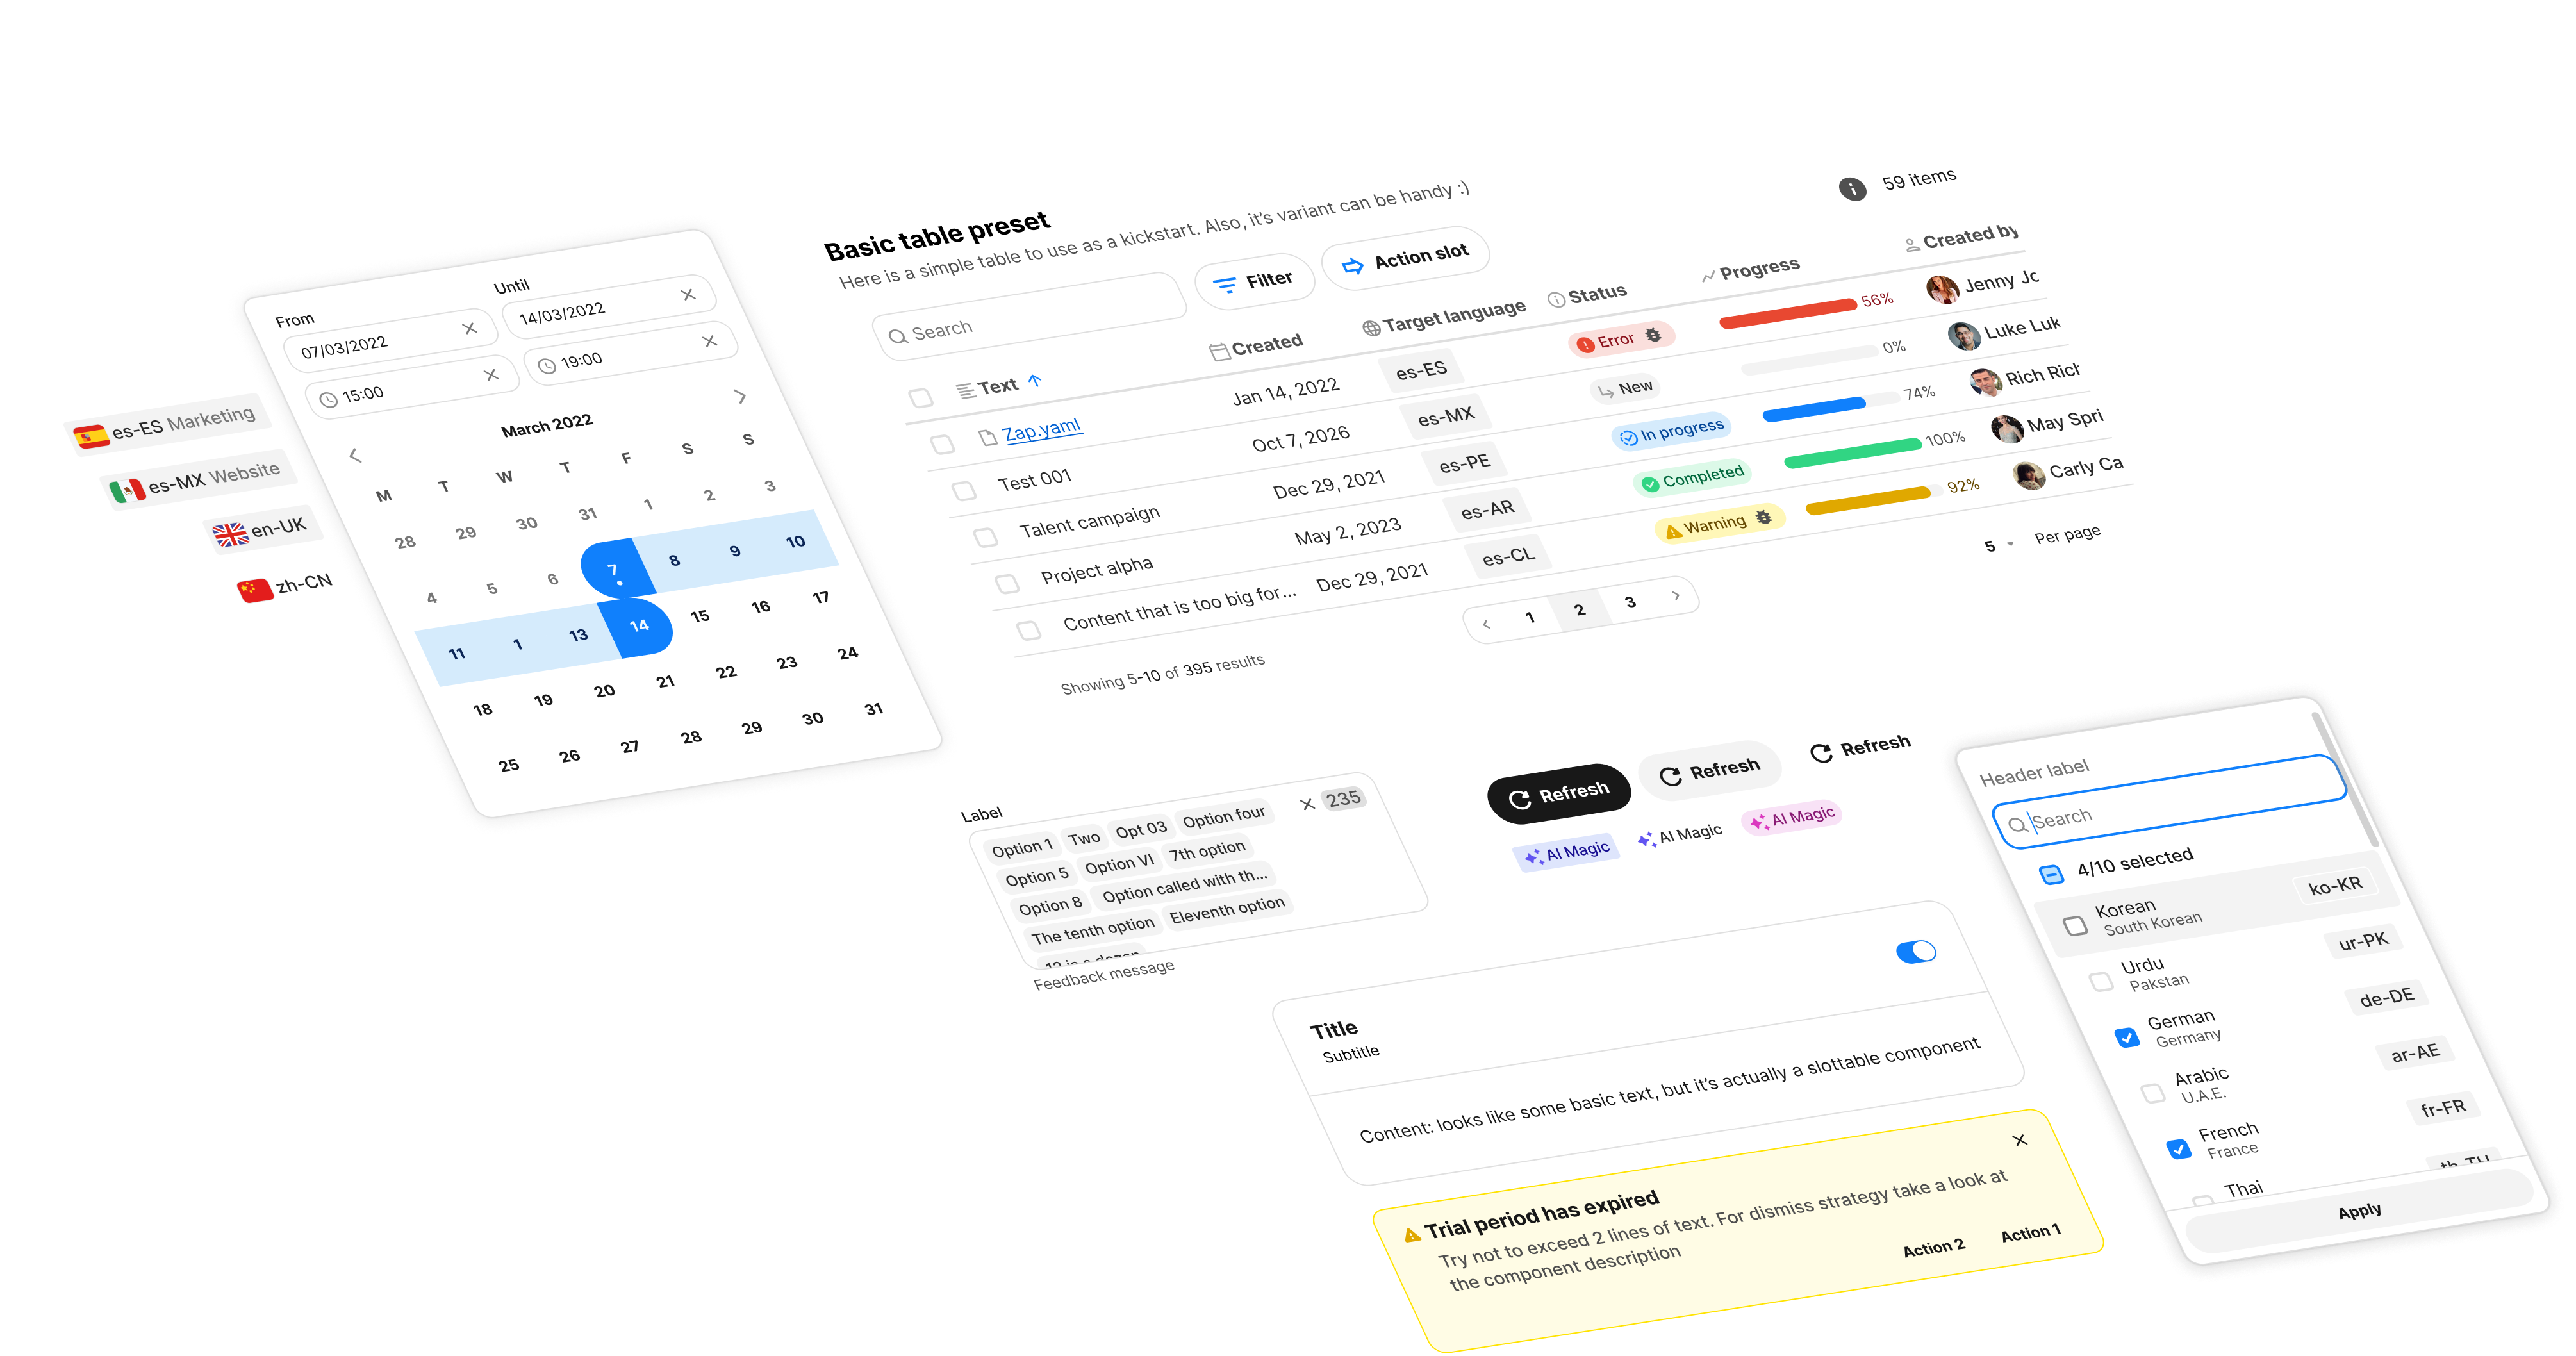 es-ES Marketing
es-MX Website
en-UK
zh-CN
From
Until
07/03/2022
14/03/2022
15:00
19:00
March 2022
M T W T F S S
28 29 30 31 1 2 3
4 5 6 7 8 9 10
11 1 13 14 15 16 17
18 19 20 21 22 23 24
25 26 27 28 29 30 31
Basic table preset
Here is a simple table to use as a kickstart. Also, it's variant can be handy :)
59 items
Search
Filter
Action slot
Text Created Target language Status Progress Created by
Zap.yaml Jan 14, 2022 es-ES Error 56% Jenny Jo
Test 001 Oct 7, 2026 es-MX New 0% Luke Luk
Talent campaign Dec 29, 2021 es-PE In progress 74% Rich Rich
Project alpha May 2, 2023 es-AR Completed 100% May Spri
Content that is too big for... Dec 29, 2021 es-CL Warning 92% Carly Ca
Showing 5-10 of 395 results
1 2 3
5 Per page
Label
Option 1 Two Opt 03 Option four
235
Option 5 Option VI 7th option
Option 8 Option called with th...
The tenth option Eleventh option
12 is a dozen
Feedback message
Refresh
Refresh
Refresh
AI Magic
AI Magic
AI Magic
Title
Subtitle
Content: looks like some basic text, but it's actually a slottable component
Trial period has expired
Try not to exceed 2 lines of text. For dismiss strategy take a look at
the component description
Action 2
Action 1
Header label
Search
4/10 selected
Korean
South Korean
ko-KR
Urdu
Pakstan
ur-PK
German
Germany
de-DE
Arabic
U.A.E.
ar-AE
French
France
fr-FR
Thai
th-TH
Apply